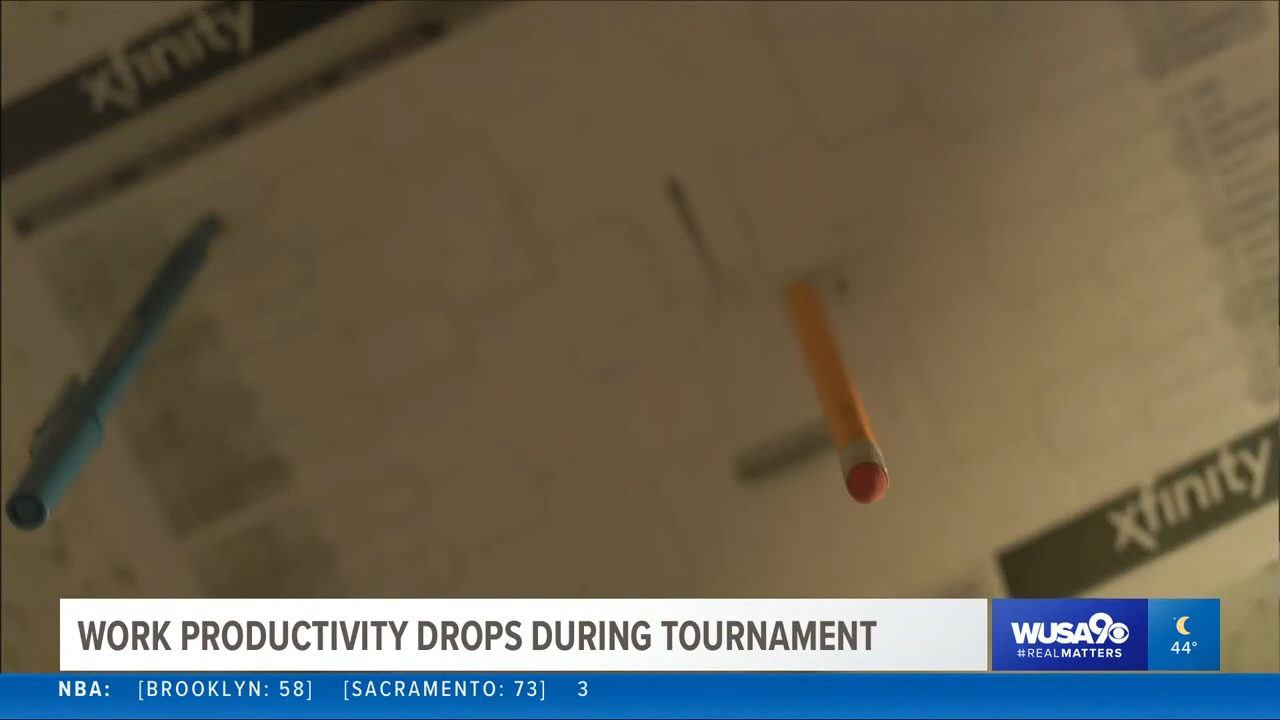 xfinity
xfinity
WORK PRODUCTIVITY DROPS DURING TOURNAMENT
WUSA9
#REALMATTERS
44°
NBA: [BROOKLYN: 58] [SACRAMENTO: 73] 3